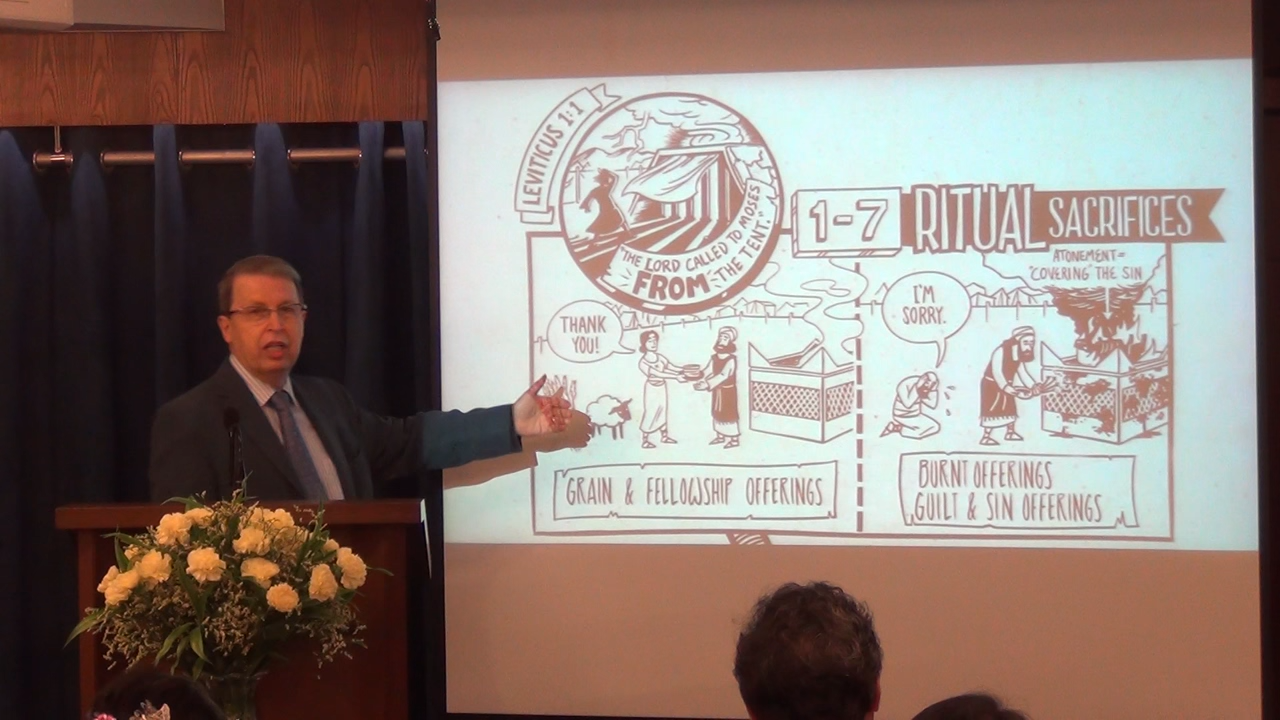 LEVITICUS 1:1
"THE LORD CALLED TO MOSES
FROM THE TENT."
1-7
RITUAL SACRIFICES
THANK
YOU!
GRAIN & FELLOWSHIP OFFERINGS
ATONEMENT=
"COVERING" THE SIN
I'M
SORRY.
BURNT OFFERINGS
GUILT & SIN OFFERINGS